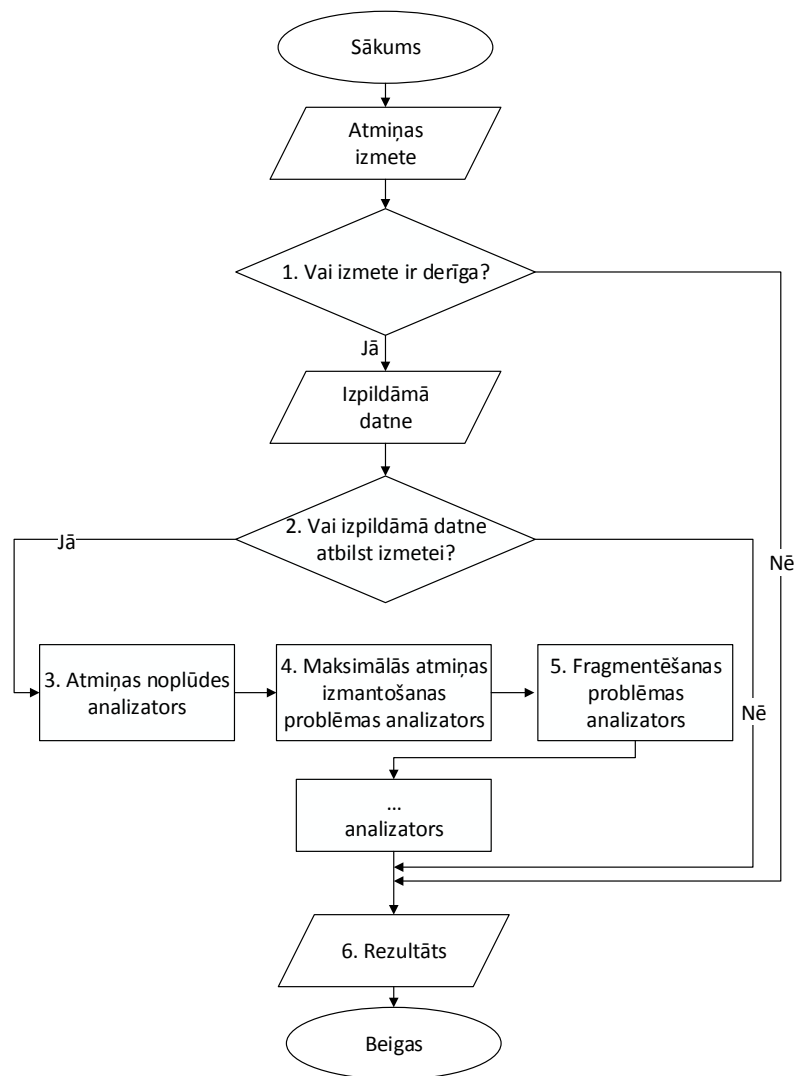 Sākums
Atmiņas
izmete
1. Vai izmete ir derīga?
Jā
Izpildāmā
datne
2. Vai izpildāmā datne
atbilst izmetei?
Jā
Nē
3. Atmiņas noplūdes
analizators
4. Maksimālās atmiņas
izmantošanas
problēmas analizators
5. Fragmentēšanas
problēmas
analizators
Nē
...
analizators
6. Rezultāts
Beigas